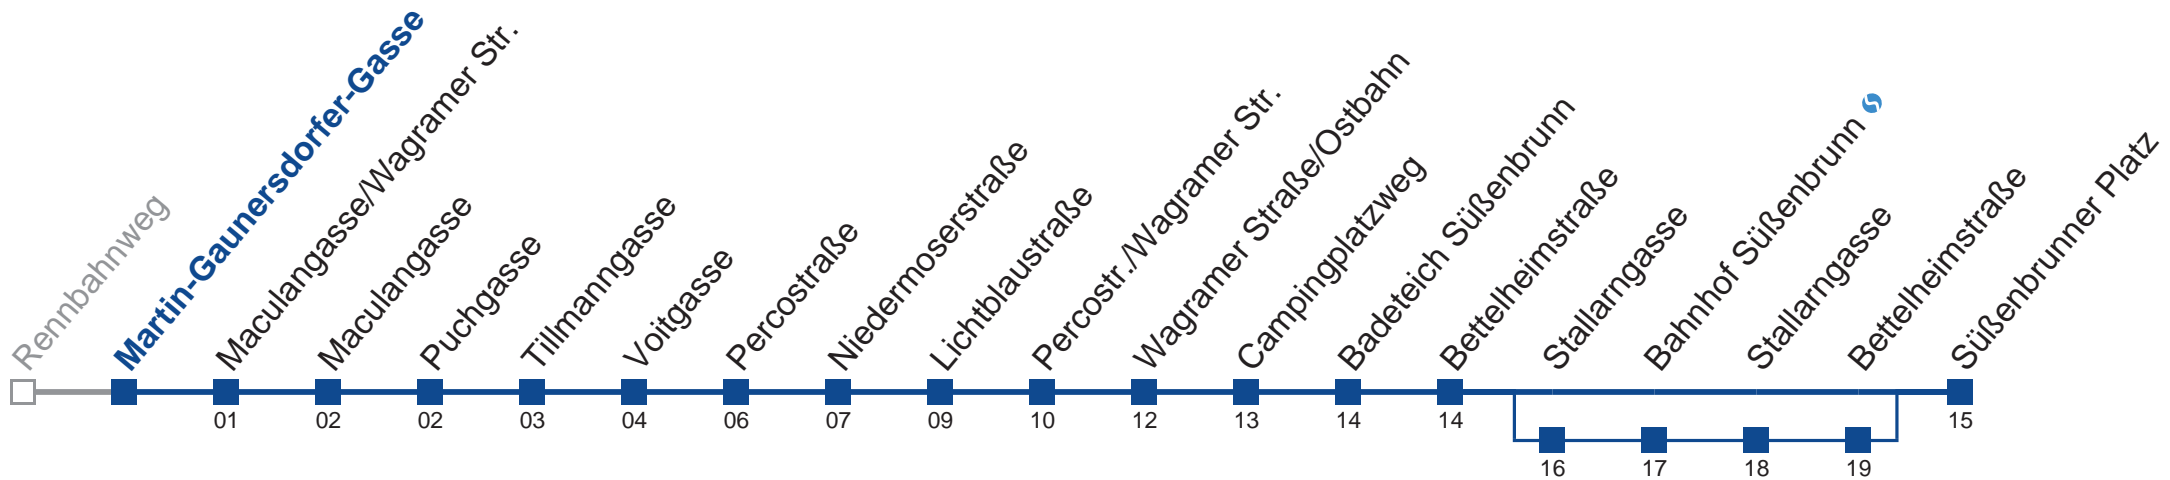 Rennbahnweg
Martin-Gaunersdorfer-Gasse
Maculangasse/Wagramer Str.
Maculangasse
Puchgasse
Tillmanngasse
Voitgasse
Percostraße
Niedermoserstraße
Lichtblaustraße
Percostr./Wagramer Str.
Wagramer Straße/Ostbahn
Campingplatzweg
Badeteich Süßenbrunn
Bettelheimstraße
Stallarngasse
Bahnhof Süßenbrunn
Stallarngasse
Bettelheimstraße
Süßenbrunner Platz
01 02 02 03 04 06 07 09 10 12 13 14 14 15
16 17 18 19